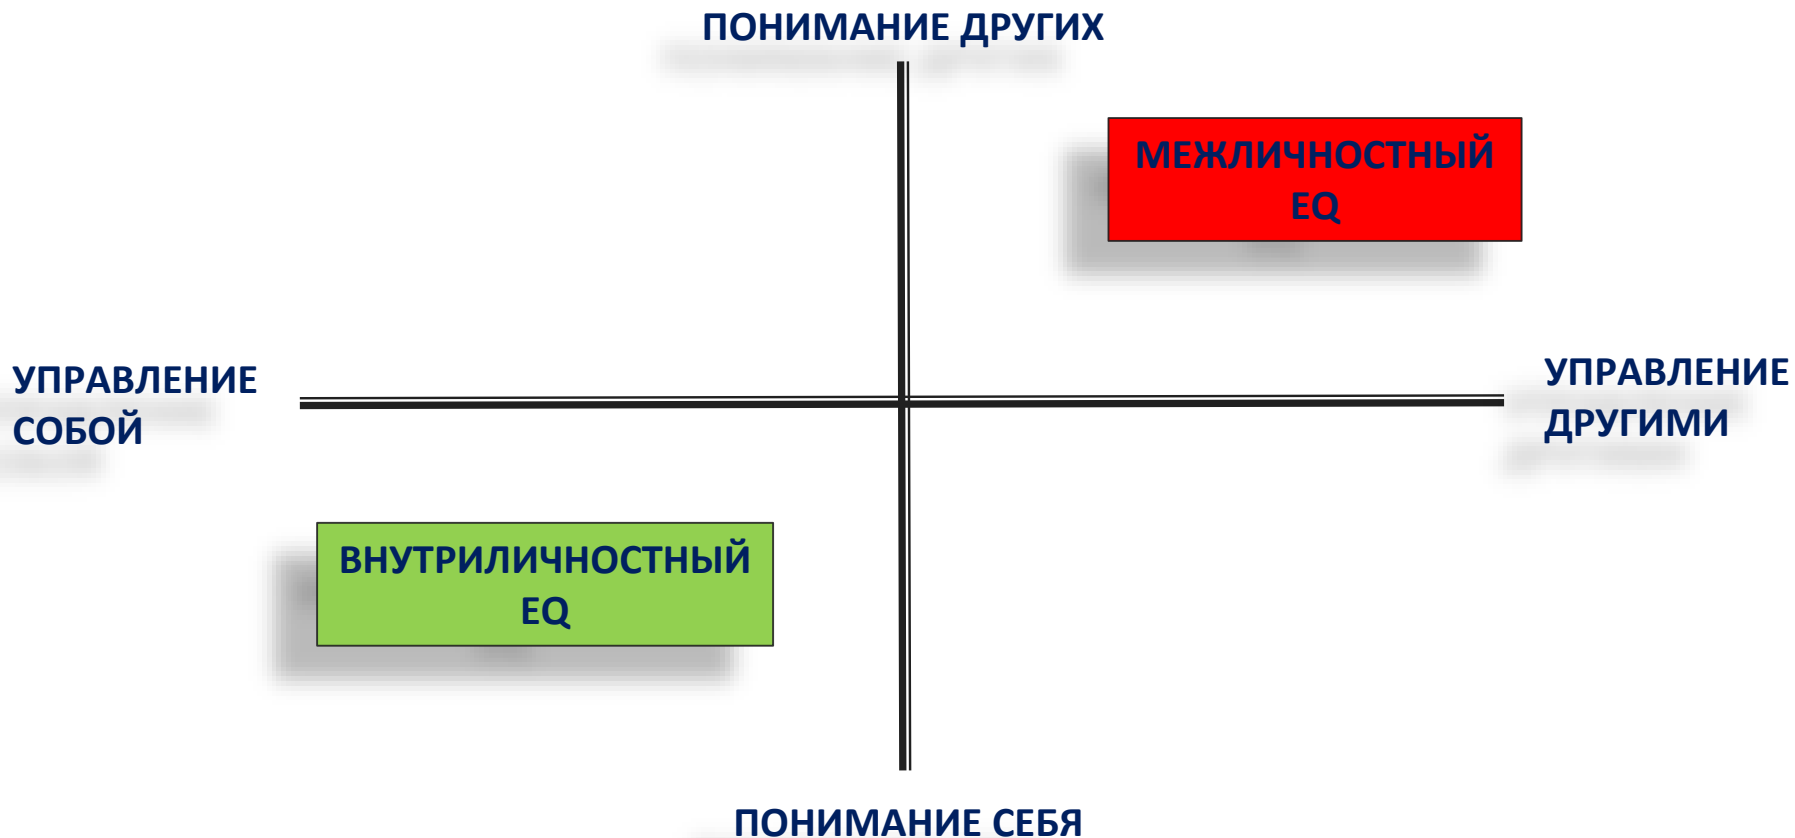 ПОНИМАНИЕ ДРУГИХ
МЕЖЛИЧНОСТНЫЙ
EQ
УПРАВЛЕНИЕ
СОБОЙ
УПРАВЛЕНИЕ
ДРУГИМИ
ВНУТРИЛИЧНОСТНЫЙ
EQ
ПОНИМАНИЕ СЕБЯ